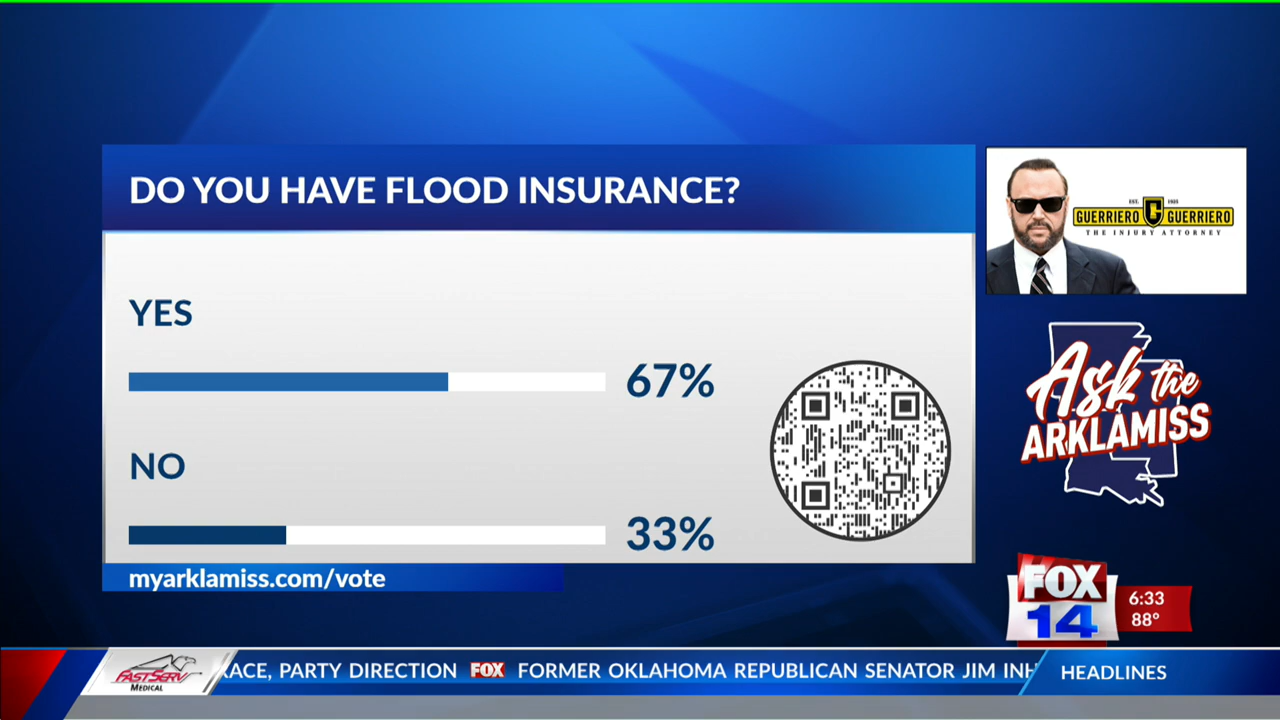 DO YOU HAVE FLOOD INSURANCE?
YES
67%
NO
33%
myarklamiss.com/vote
EST. 1935
GUERRIERO G GUERRIERO
THE INJURY ATTORNEY
Ask the
ARKLAMISS
FOX
14
6:33
88°
FASTSERV
MEDICAL
ACE, PARTY DIRECTION FOX FORMER OKLAHOMA REPUBLICAN SENATOR JIM INH
HEADLINES